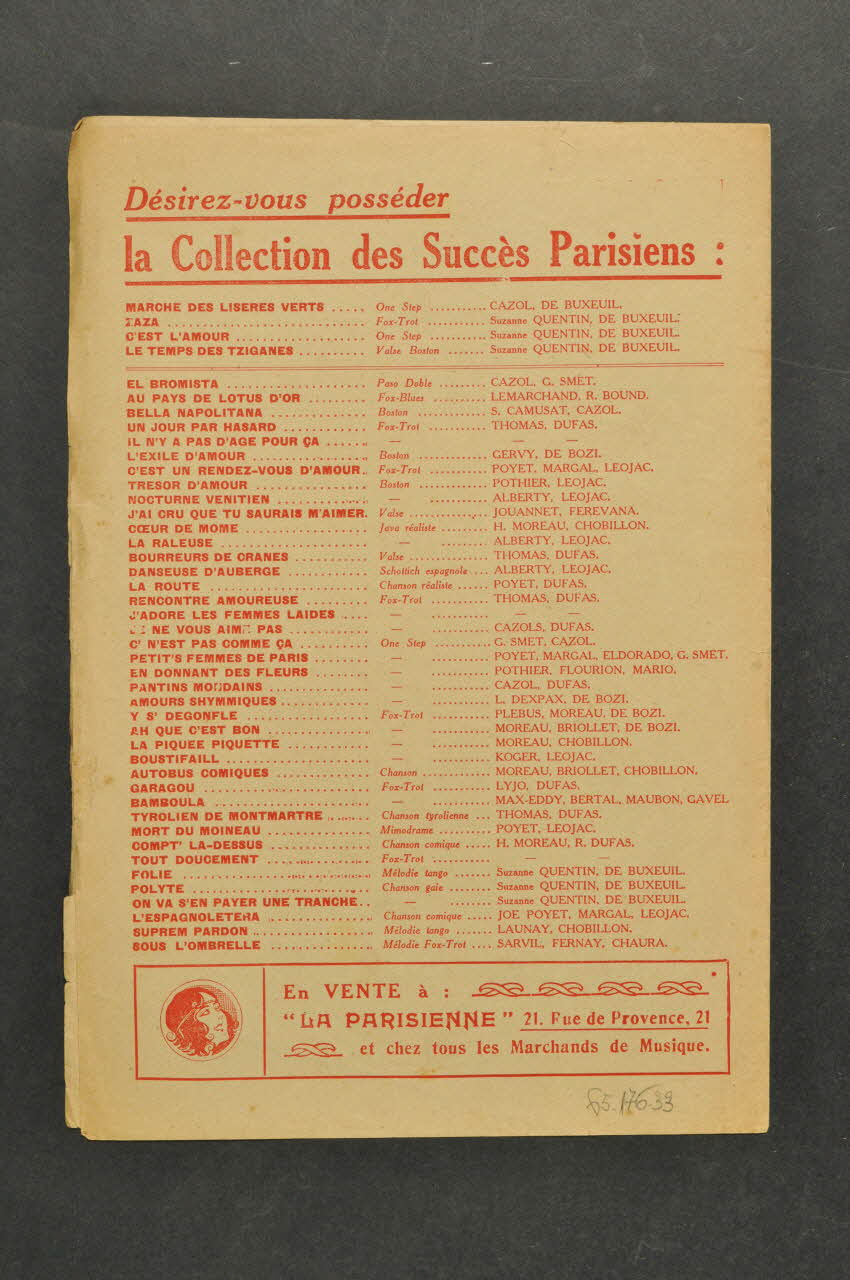 Désirez-vous posséder
la Collection des Succès Parisiens :
MARCHE DES LISERES VERTS ..... One Step ........... CAZOL, DE BUXEUIL.
ZAZA ............................ Fox-Trot ........... Suzanne QUENTIN, DE BUXEUIL.
C'EST L'AMOUR .................. One Step ........... Suzanne QUENTIN, DE BUXEUIL.
LE TEMPS DES TZIGANES .......... Valse Boston ....... Suzanne QUENTIN, DE BUXEUIL.
EL BROMISTA .................... Paso Doble ......... CAZOL, G. SMET.
AU PAYS DE LOTUS D'OR ......... Fox-Blues .......... LEMARCHAND, R. BOUND.
BELLA NAPOLITANA .............. Boston ............. S. CAMUSAT, CAZOL.
UN JOUR PAR HASARD ............. Fox-Trot ........... THOMAS, DUFAS.
IL N'Y A PAS D'AGE POUR ÇA ...... — — —
L'EXILE D'AMOUR ................. Boston ............. GERVY, DE BOZI.
C'EST UN RENDEZ-VOUS D'AMOUR.. Fox-Trot ........... POYET, MARGAL, LEOJAC.
TRESOR D'AMOUR ................. Boston ............. POTHIER, LEOJAC.
NOCTURNE VENITIEN ............. — .......... ALBERTY, LEOJAC.
J'AI CRU QUE TU SAURAIS M'AIMER. Valse .............. JOUANNET, FEREVANA.
CŒUR DE MOME .................. Java réaliste ...... H. MOREAU, CHOBILLON.
LA RALEUSE ..................... — ........ ALBERTY, LEOJAC.
BOURREURS DE CRANES ........... Valse .............. THOMAS, DUFAS.
DANSEUSE D'AUBERGE ............ Schottich espagnole ... ALBERTY, LEOJAC.
LA ROUTE ....................... Chanson réaliste ...... POYET, DUFAS.
RENCONTRE AMOUREUSE ......... Fox-Trot ........... THOMAS, DUFAS.
J'ADORE LES FEMMES LAIDES .... — .......... — —
JE NE VOUS AIME PAS ........... — .......... CAZOLS, DUFAS.
C' N'EST PAS COMME ÇA ........... One Step ........... G. SMET, CAZOL.
PETIT'S FEMMES DE PARIS ........ — ........... POYET, MARGAL, ELDORADO, G. SMET.
EN DONNANT DES FLEURS ........ — ........... POTHIER, FLOURION, MARIO.
PANTINS MONDAINS .............. — ........... CAZOL, DUFAS.
AMOURS SHYMMIQUES ............. — ........... L. DEXPAX, DE BOZI.
Y S' DEGONFLE .................. Fox-Trot ........... PLEBUS, MOREAU, DE BOZI.
AH QUE C'EST BON ............... — ........... MOREAU, BRIOLLET, DE BOZI.
LA PIQUEE PIQUETTE ............ — ........... MOREAU, CHOBILLON.
BOUSTIFAILL ..................... — ........... KOGER, LEOJAC.
AUTOBUS COMIQUES ............. Chanson ............ MOREAU, BRIOLLET, CHOBILLON.
GARAGOU ........................ Fox-Trot ........... LYJO, DUFAS.
BAMBOULA ....................... — ........... MAX-EDDY, BERTAL, MAUBON, GAVEL
TYROLIEN DE MONTMARTRE ...... Chanson tyrolienne ... THOMAS, DUFAS.
MORT DU MOINEAU ............... Mimodrame .......... POYET, LEOJAC.
COMPT' LA-DESSUS ............... Chanson comique ..... H. MOREAU, R. DUFAS.
TOUT DOUCEMENT ................ Fox-Trot ........... — —
FOLIE ........................... Mélodie tango ....... Suzanne QUENTIN, DE BUXEUIL.
POLYTE ......................... Chanson gaie ........ Suzanne QUENTIN, DE BUXEUIL.
ON VA S'EN PAYER UNE TRANCHE.. — ....... Suzanne QUENTIN, DE BUXEUIL.
L'ESPAGNOLETERA ............... Chanson comique ..... JOE POYET, MARGAL, LEOJAC.
SUPREM PARDON ................. Mélodie tango ....... LAUNAY, CHOBILLON.
SOUS L'OMBRELLE ............... Mélodie Fox-Trot .... SARVIL, FERNAY, CHAURA.
En VENTE à :
"LA PARISIENNE" 21. Rue de Provence, 21
et chez tous les Marchands de Musique.
85.176.33